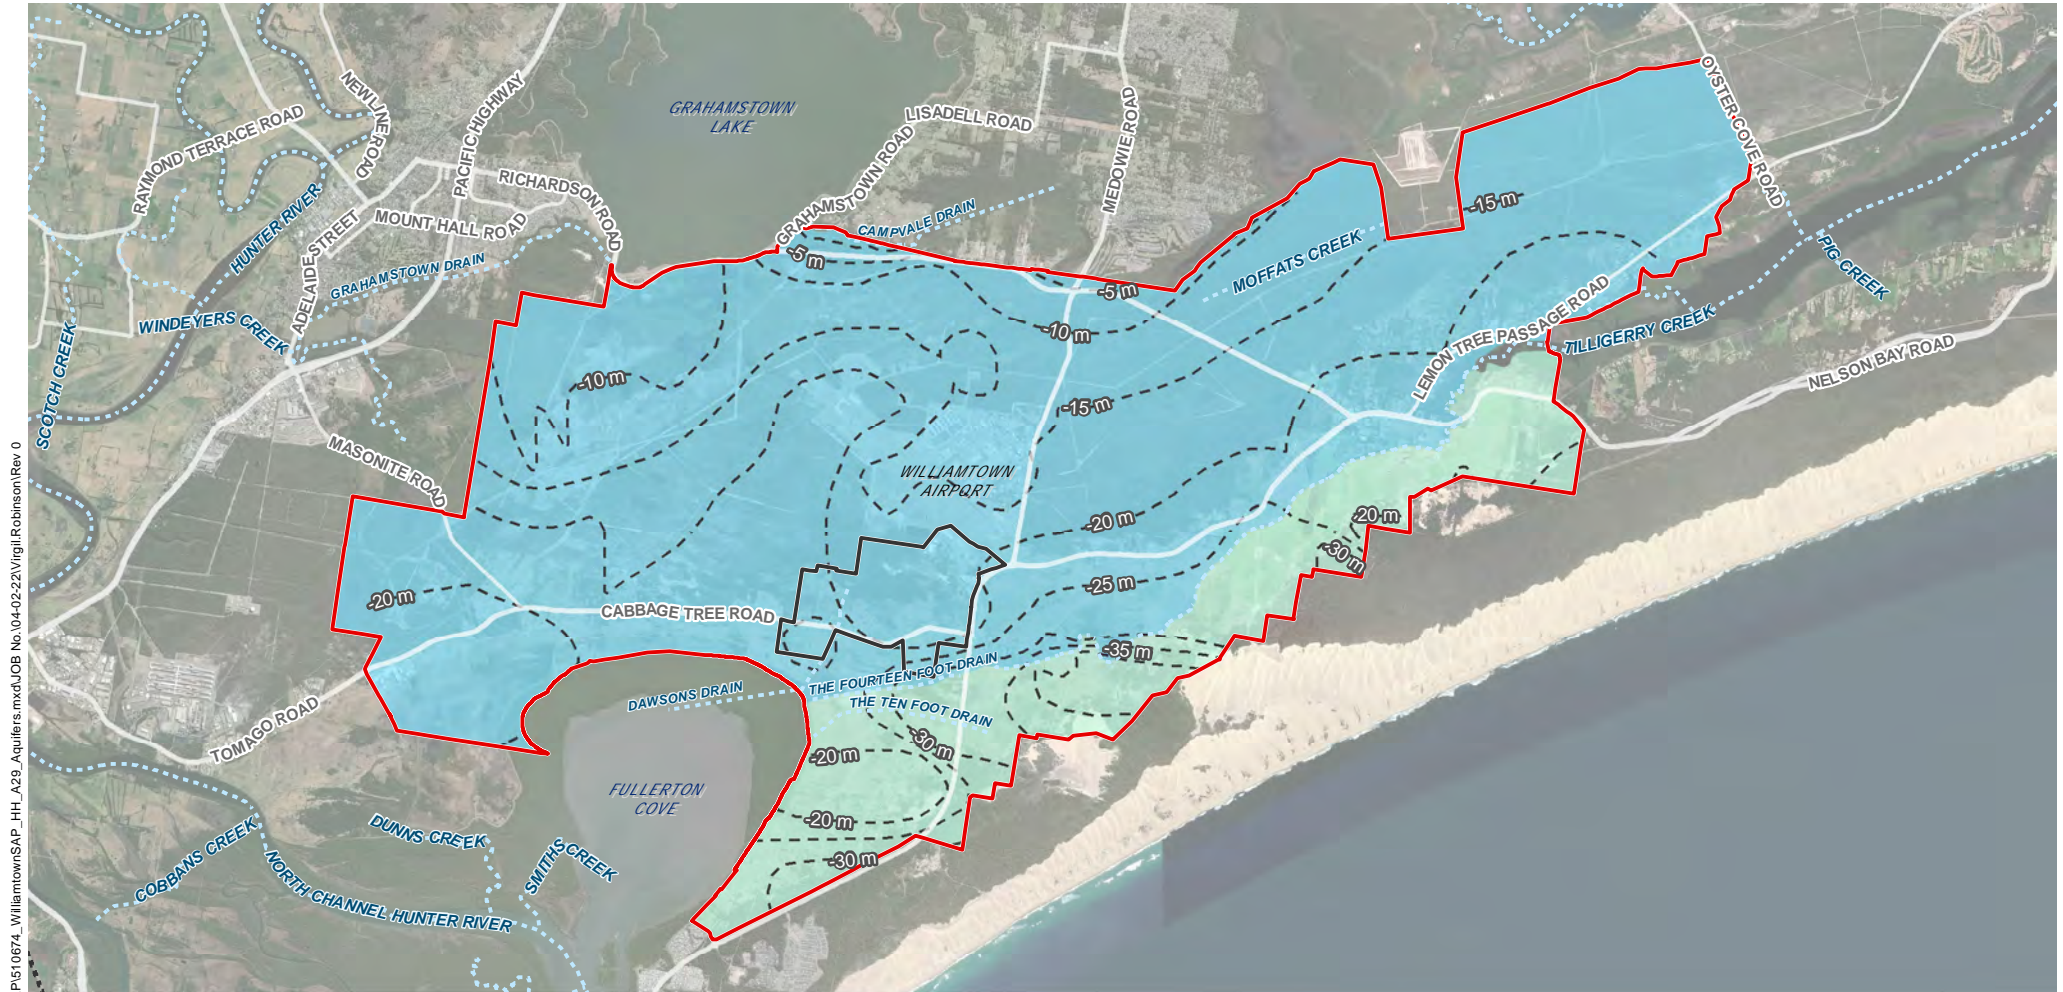 GRAHAMSTOWN
LAKE
OYSTER COVE ROAD
NEWLINE ROAD
PACIFIC HIGHWAY
MEDOWIE ROAD
LISADELL ROAD
RAYMOND TERRACE ROAD
GRAHAMSTOWN ROAD
RICHARDSON ROAD
HUNTER RIVER
MOUNT HALL ROAD
CAMPVALE DRAIN
-15 m
ADELAIDE STREET
GRAHAMSTOWN DRAIN
-5 m
MOFFATS CREEK
PIG CREEK
-5 m
WINDEYERS CREEK
-10 m
LEMON TREE PASSAGE ROAD
TILLIGERRY CREEK
SCOTCH CREEK
-10 m
NELSON BAY ROAD
-15 m
MASONITE ROAD
WILLIAMTOWN
AIRPORT
-20 m
-20 m
-30 m
-25 m
-20 m
CABBAGE TREE ROAD
-35 m
THE FOURTEEN FOOT DRAIN
DAWSONS DRAIN
THE TEN FOOT DRAIN
TOMAGO ROAD
-30 m
-20 m
FULLERTON
COVE
-20 m
DUNNS CREEK
COBBANS CREEK
SMITHS CREEK
-30 m
NORTH CHANNEL HUNTER RIVER
P:\510674_WilliamtownSAP_HH_A29_Aquifers.mxd\JOB No.\04-02-22\Virgil.Robinson\Rev 0